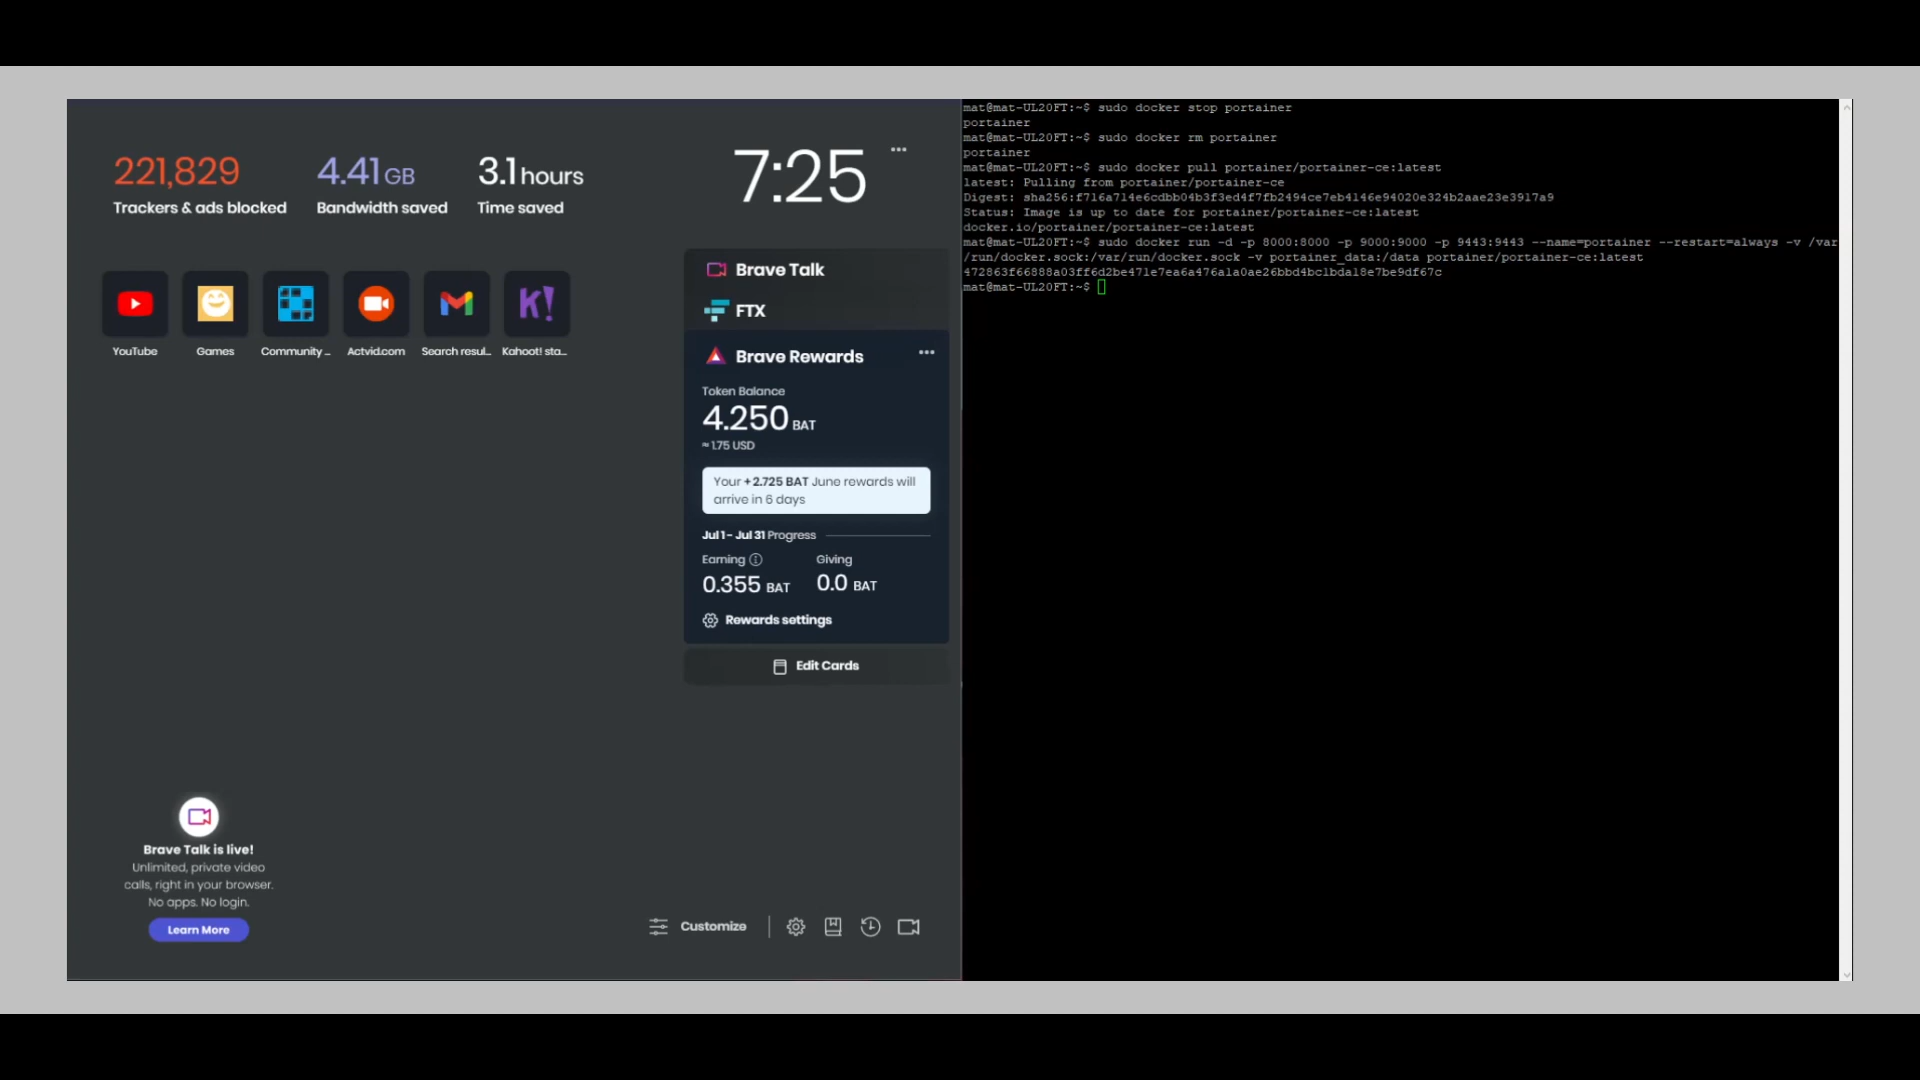 221,829
Trackers & ads blocked
4.41 GB
Bandwidth saved
3.1 hours
Time saved
7:25
YouTube
Games
Community ...
Actvid.com
Search resul...
Kahoot! sta...
Brave Talk
FTX
Brave Rewards
Token Balance
4.250 BAT
≈ 1.75 USD
Your +2.725 BAT June rewards will
arrive in 6 days
Jul 1 - Jul 31 Progress
Earning
Giving
0.355 BAT
0.0 BAT
Rewards settings
Edit Cards
Brave Talk is live!
Unlimited, private video
calls, right in your browser.
No apps. No login.
Learn More
Customize
mat@mat-UL20FT:~$ sudo docker stop portainer
portainer
mat@mat-UL20FT:~$ sudo docker rm portainer
portainer
mat@mat-UL20FT:~$ sudo docker pull portainer/portainer-ce:latest
latest: Pulling from portainer/portainer-ce
Digest: sha256:f716a714e6cdbb04b3f3ed4f7fb2494ce7eb4146e94020e324b2aae23e3917a9
Status: Image is up to date for portainer/portainer-ce:latest
docker.io/portainer/portainer-ce:latest
mat@mat-UL20FT:~$ sudo docker run -d -p 8000:8000 -p 9000:9000 -p 9443:9443 --name=portainer --restart=always -v /var
/run/docker.sock:/var/run/docker.sock -v portainer_data:/data portainer/portainer-ce:latest
472863f66888a03ff6d2be471e7ea6a476a1a0ae26bbd4bc1bda18e7be9df67c
mat@mat-UL20FT:~$